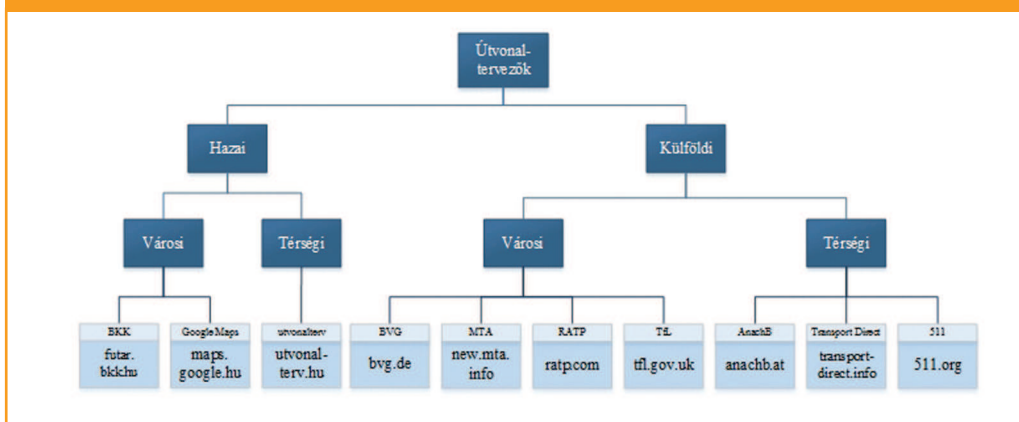 Útvonal-
tervezők
Hazai
Külföldi
Városi
Térségi
Városi
Térségi
BKK
futar.
bkk.hu
Google Maps
maps.
google.hu
utvonalterv
utvonal-
terv.hu
BVG
bvg.de
MTA
new.mta.
info
RATP
ratp.com
TfL
tfl.gov.uk
AnachB
anachb.at
Transport Direct
transport-
direct.info
511
511.org